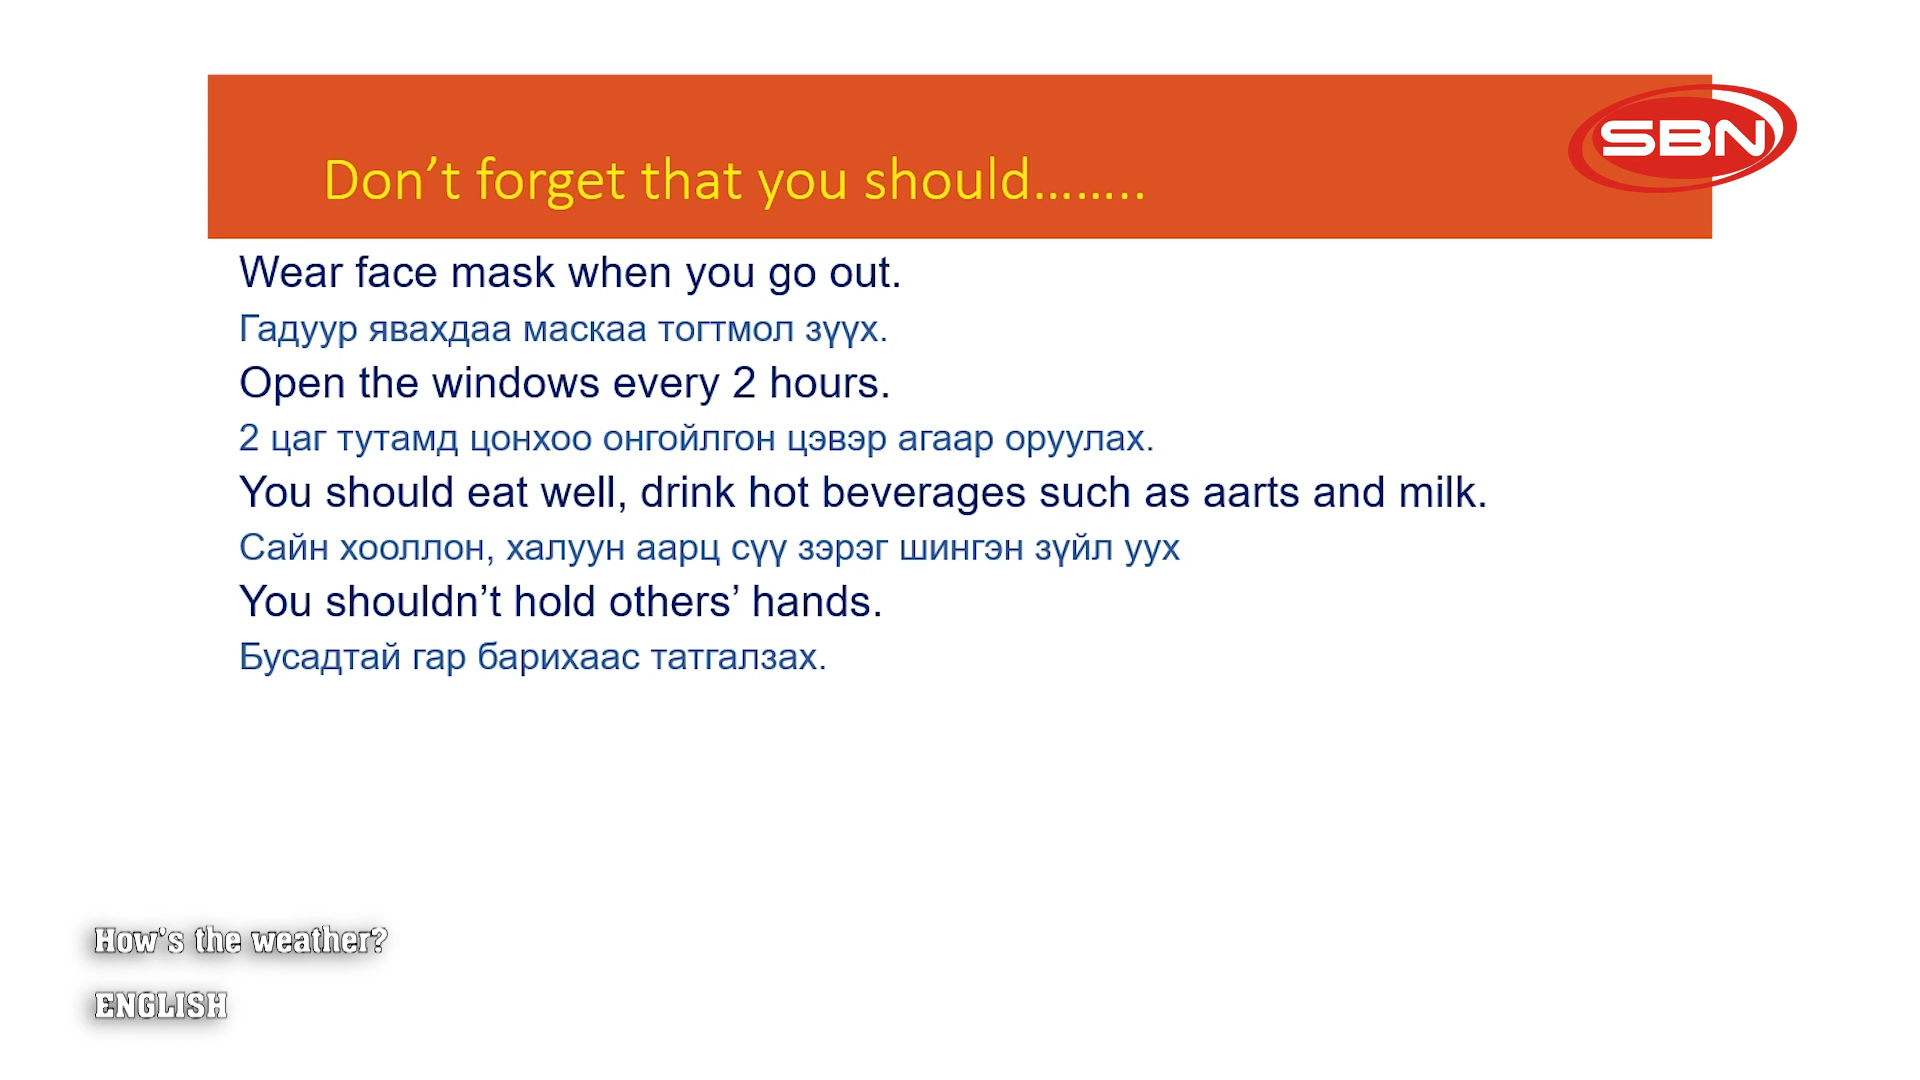 SBN
Don’t forget that you should........
Wear face mask when you go out.
Гадуур явахдаа маскаа тогтмол зүүх.
Open the windows every 2 hours.
2 цаг тутамд цонхоо онгойлгон цэвэр агаар оруулах.
You should eat well, drink hot beverages such as aarts and milk.
Сайн хооллон, халуун аарц сүү зэрэг шингэн зүйл уух
You shouldn’t hold others’ hands.
Бусадтай гар барихаас татгалзах.
How's the weather?
ENGLISH